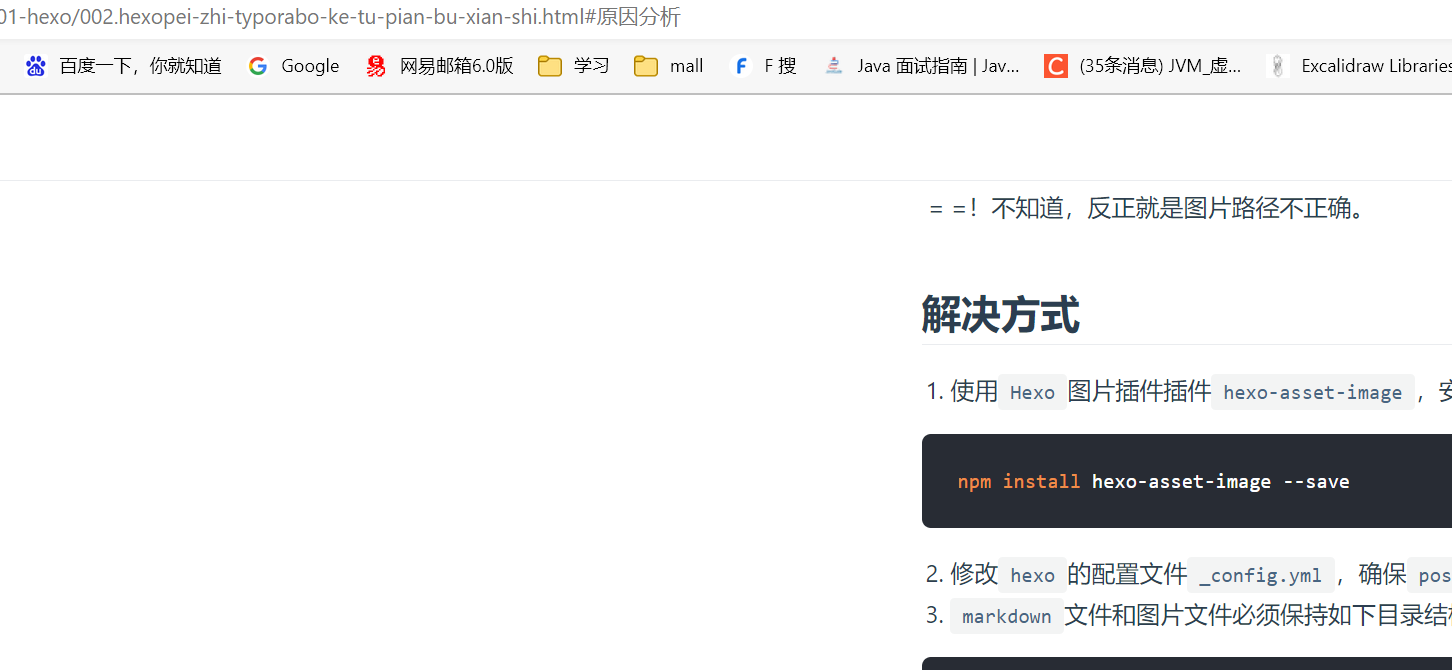 01-hexo/002.hexopei-zhi-typorabo-ke-tu-pian-bu-xian-shi.html#原因分析
百度一下，你就知道 Google 网易邮箱6.0版 学习 mall F 搜 Java 面试指南 | Jav... (35条消息) JVM_虚... Excalidraw Libraries
= =！不知道，反正就是图片路径不正确。
解决方式
1. 使用 Hexo 图片插件插件 hexo-asset-image ，安
npm install hexo-asset-image --save
2. 修改 hexo 的配置文件 _config.yml ，确保 pos
3. markdown 文件和图片文件必须保持如下目录结构